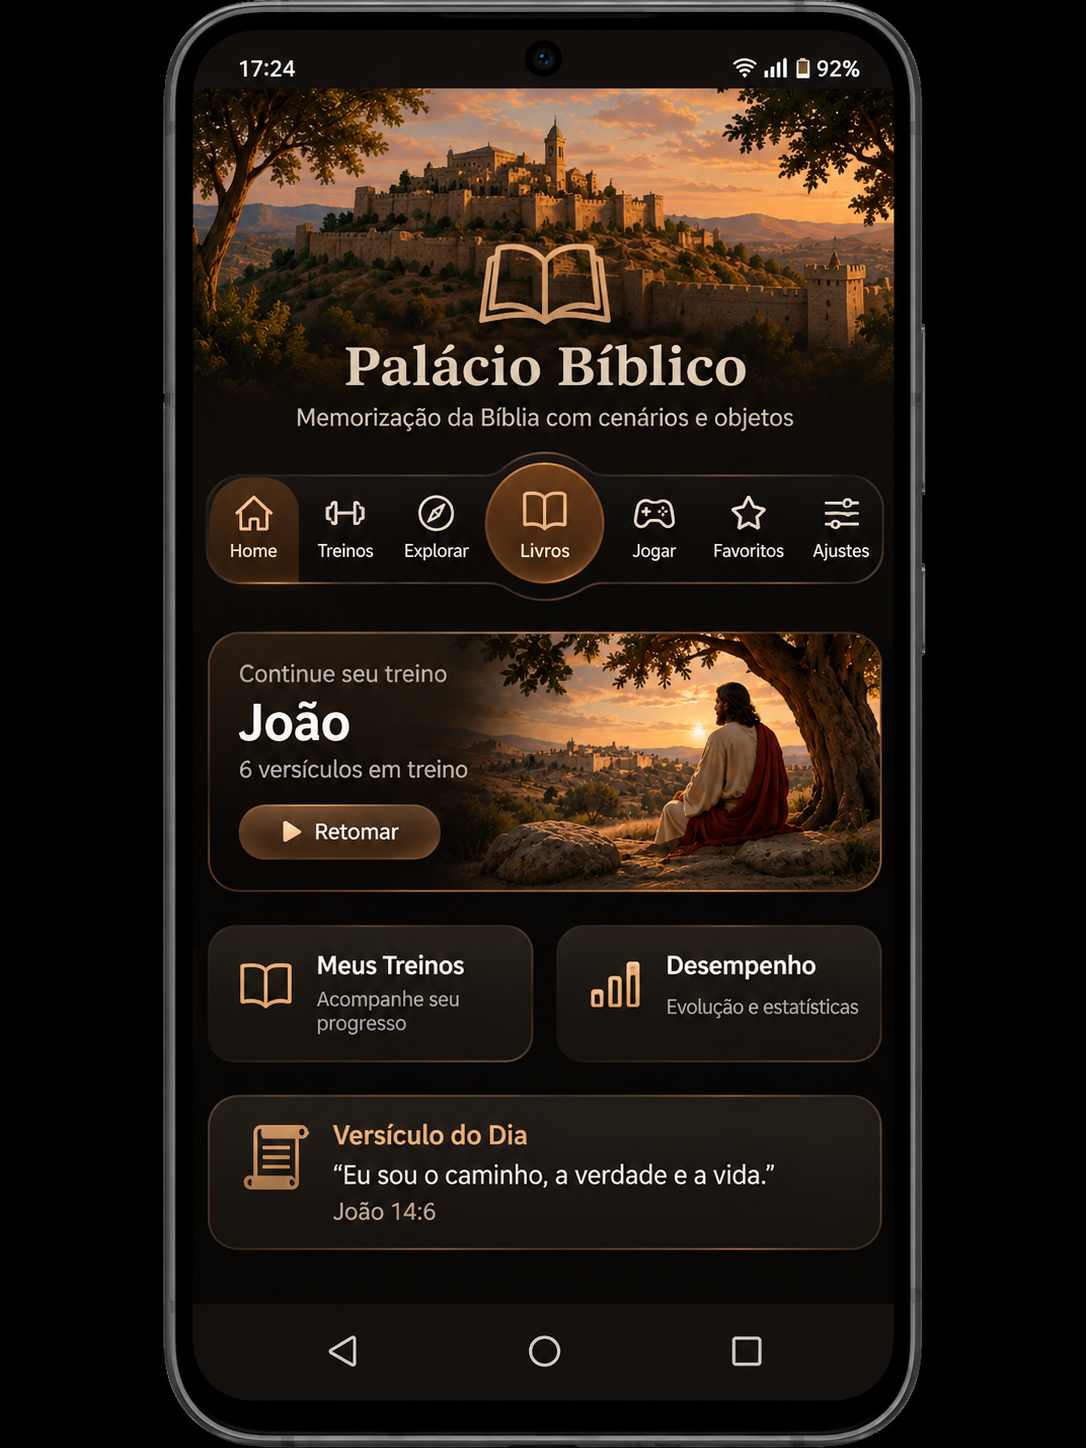 17:24
92%
Palácio Bíblico
Memorização da Bíblia com cenários e objetos
Home
Treinos
Explorar
Livros
Jogar
Favoritos
Ajustes
Continue seu treino
João
6 versículos em treino
Retomar
Meus Treinos
Acompanhe seu
progresso
Desempenho
Evolução e estatísticas
Versículo do Dia
“Eu sou o caminho, a verdade e a vida.”
João 14:6